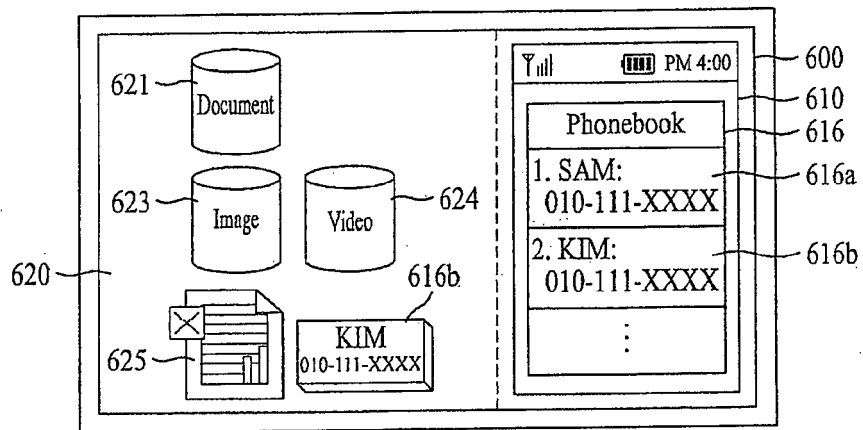 PM 4:00
600
621
610
Document
Phonebook
616
1. SAM:
616a
010-111-XXXX
623
Image
Video
624
2. KIM:
616b
010-111-XXXX
620
616b
KIM
010-111-XXXX
625